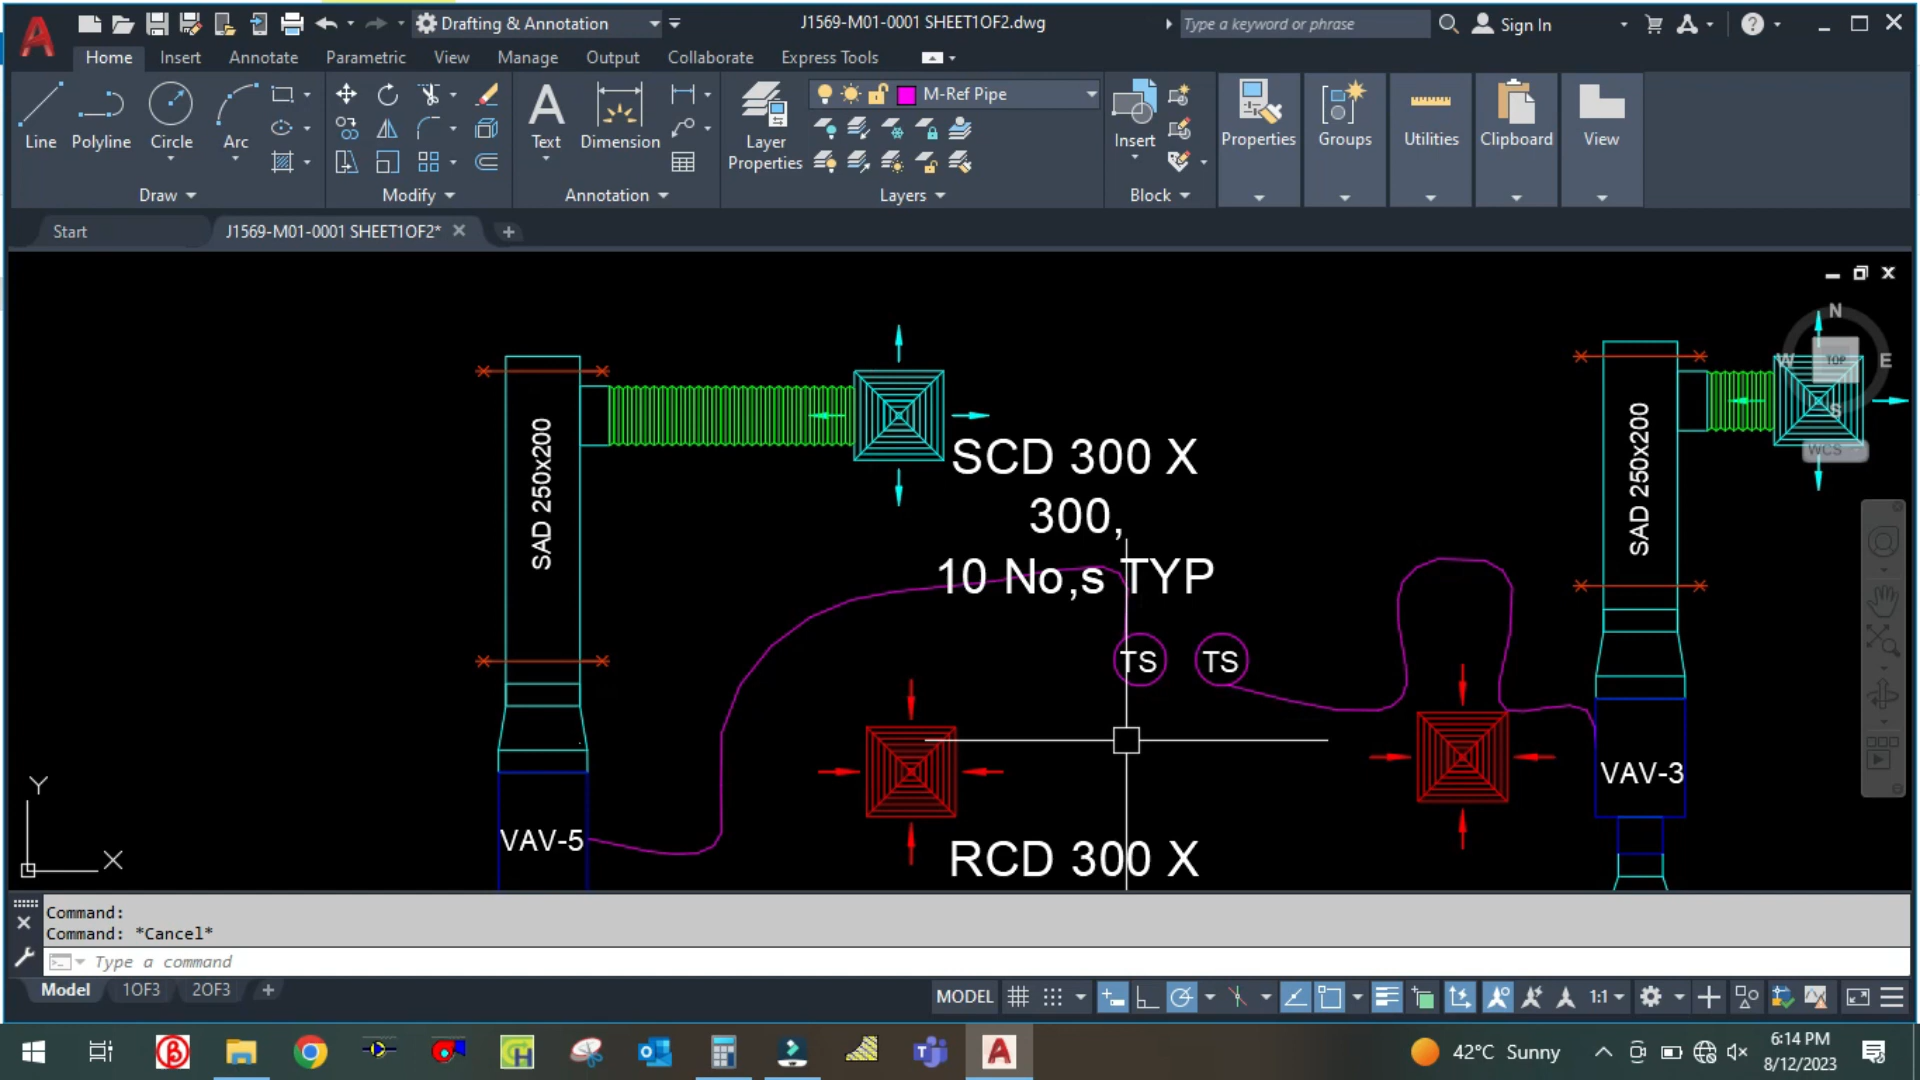 Drafting & Annotation
J1569-M01-0001 SHEET1OF2.dwg
Type a keyword or phrase
Sign In
Home
Insert
Annotate
Parametric
View
Manage
Output
Collaborate
Express Tools
Line
Polyline
Circle
Arc
Text
Dimension
Layer
Properties
M-Ref Pipe
Insert
Properties
Groups
Utilities
Clipboard
View
Draw
Modify
Annotation
Layers
Block
Start
J1569-M01-0001 SHEET1OF2*
N
W
TOP
E
S
WCS
SAD 250x200
SAD 250x200
SCD 300 X
300,
10 No,s TYP
TS
TS
VAV-3
VAV-5
RCD 300 X
Y
X
Command:
Command: *Cancel*
Type a command
Model
1OF3
2OF3
MODEL
1:1
42°C Sunny
6:14 PM
8/12/2023